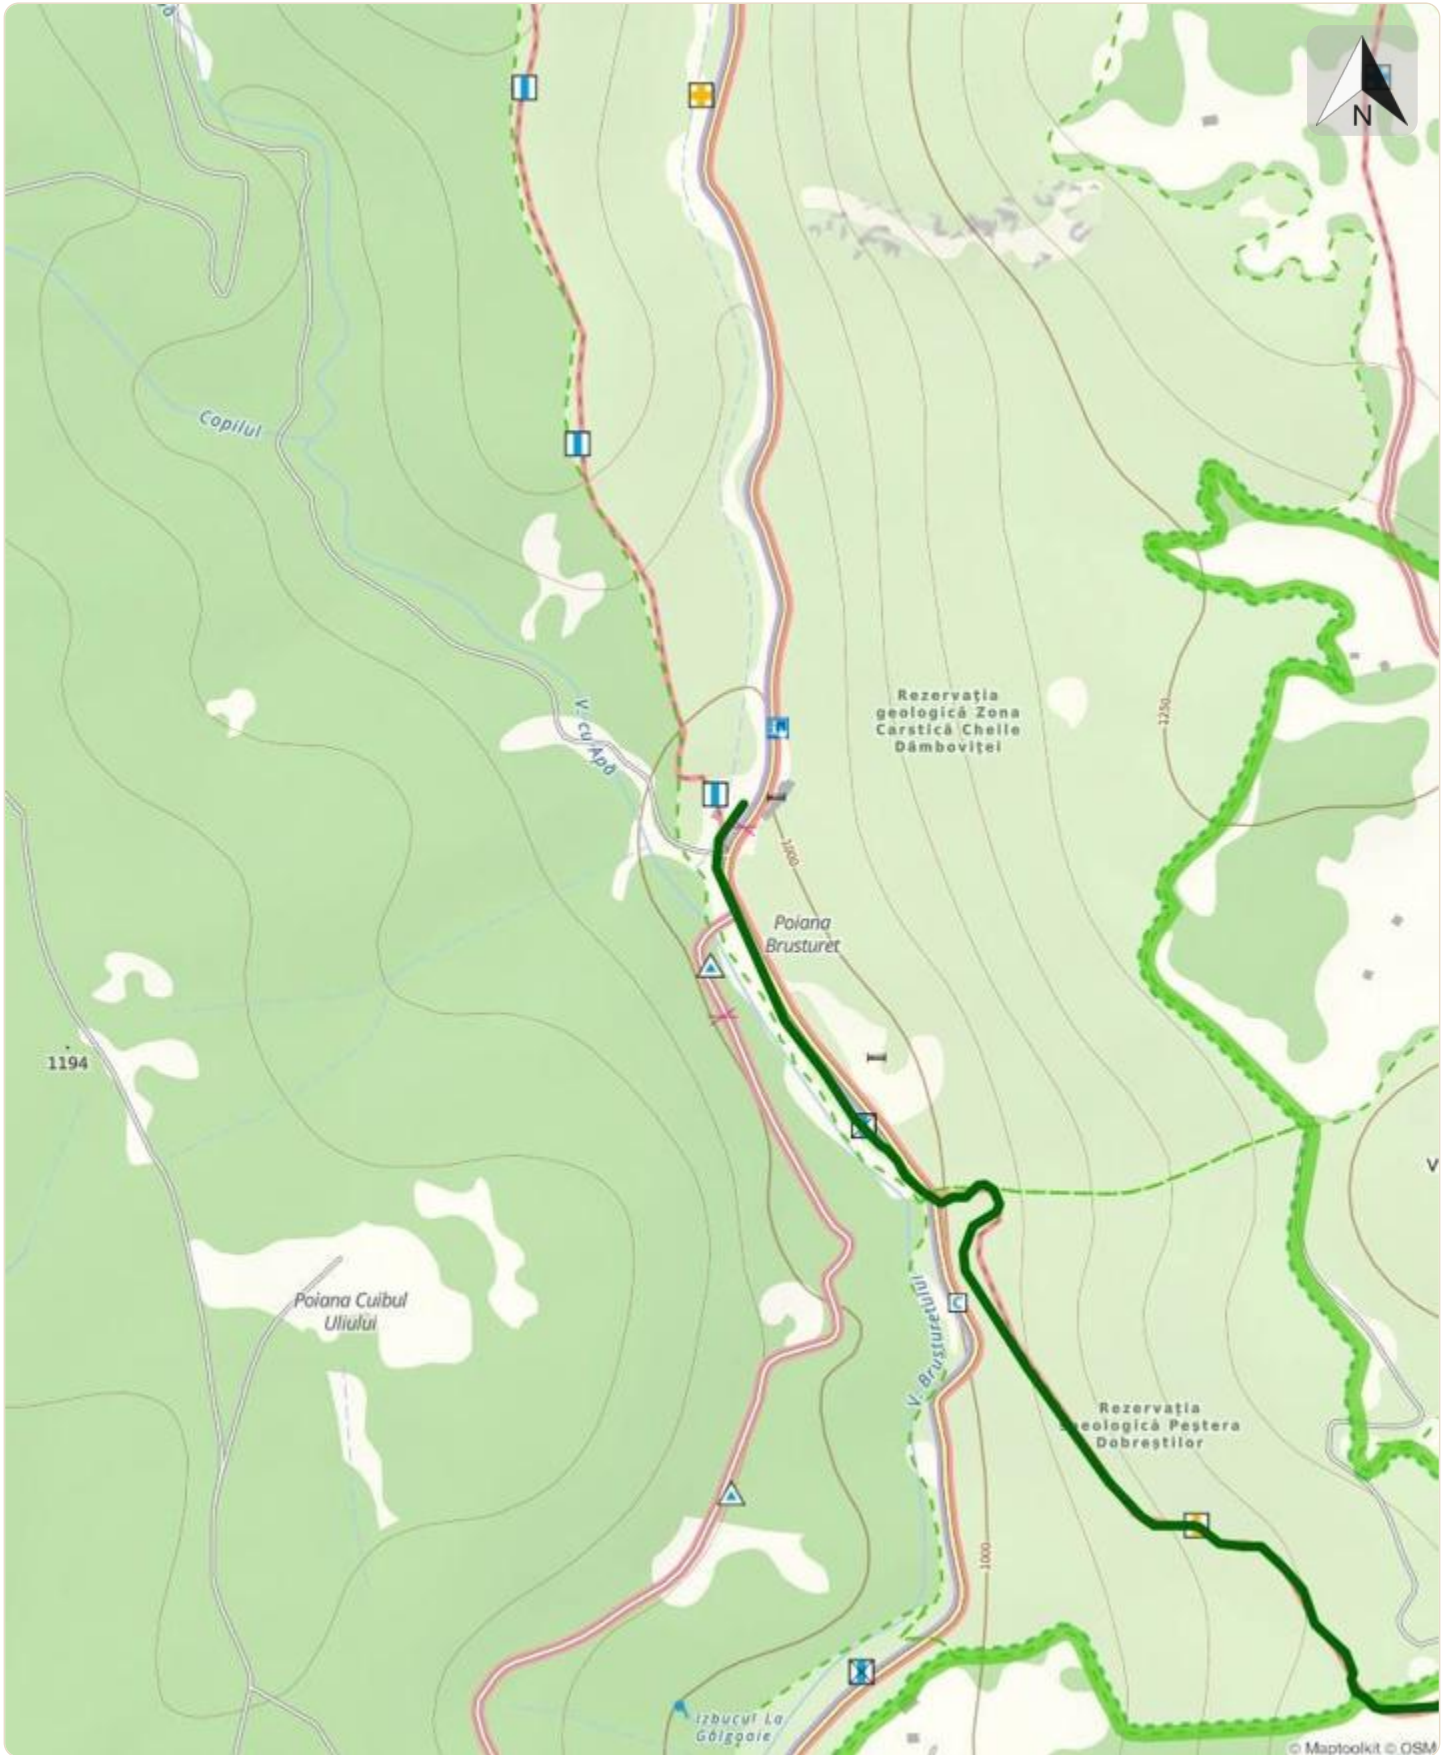 N
Copilul
V. cu Apă
Rezervația
geologică Zona
Carstică Cheile
Dâmboviței
1250
1000
Poiana
Brusturet
1194
V
Poiana Cuibul
Uliului
C
V. Brusturetului
Rezervația
geologică Peștera
Dobreștilor
1000
Izbucul La
Gâlgoaie
© Maptoolkit © OSM